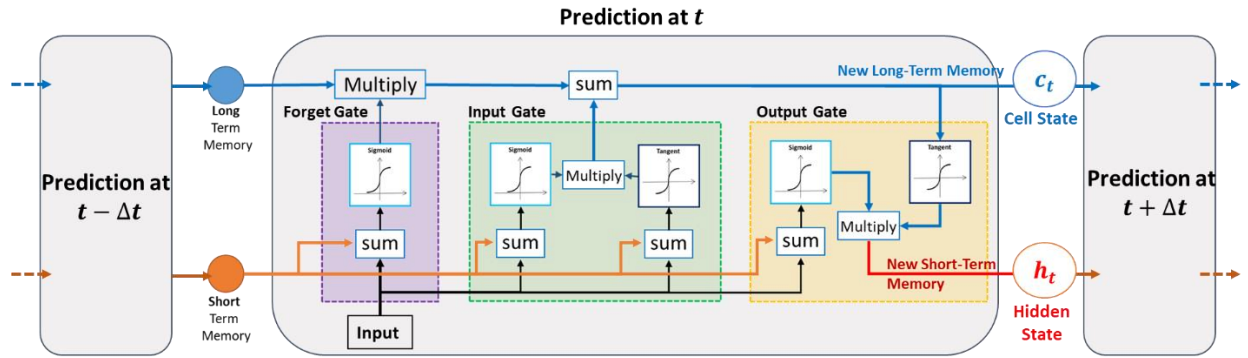 Prediction at t
Prediction at
t − Δt
Long
Term
Memory
Short
Term
Memory
Multiply
sum
New Long-Term Memory
c_t
Cell State
Forget Gate
Sigmoid
sum
Input Gate
Sigmoid
Multiply
Tangent
sum
sum
Output Gate
Sigmoid
Tangent
Multiply
sum
New Short-Term
Memory
h_t
Hidden
State
Input
Prediction at
t + Δt